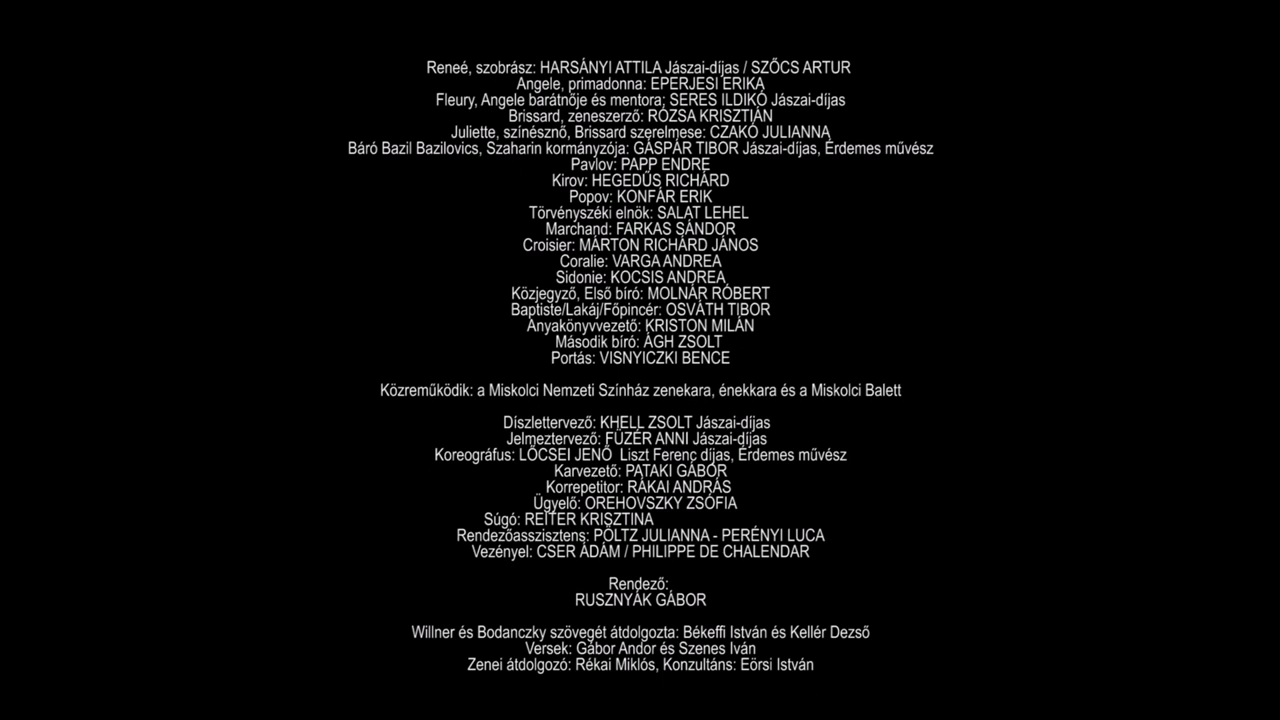 Reneé, szobrász: HARSÁNYI ATTILA Jászai-díjas / SZŐCS ARTUR
Angele, primadonna: EPERJESI ERIKA
Fleury, Angele barátnője és mentora: SERES ILDIKÓ Jászai-díjas
Brissard, zeneszerző: RÓZSA KRISZTIÁN
Juliette, színésznő, Brissard szerelmese: CZAKÓ JULIANNA
Báró Bazil Bazilovics, Szaharin kormányzója: GÁSPÁR TIBOR Jászai-díjas, Érdemes művész
Pavlov: PAPP ENDRE
Kirov: HEGEDŰS RICHÁRD
Popov: KONFÁR ERIK
Törvényszéki elnök: SALAT LEHEL
Marchand: FARKAS SÁNDOR
Croisier: MÁRTON RICHÁRD JÁNOS
Coralie: VARGA ANDREA
Sidonie: KOCSIS ANDREA
Közjegyző, Első bíró: MOLNÁR RÓBERT
Baptiste/Lakáj/Főpincér: OSVÁTH TIBOR
Anyakönyvvezető: KRISTON MILÁN
Második bíró: ÁGH ZSOLT
Portás: VISNYICZKI BENCE
Közreműködik: a Miskolci Nemzeti Színház zenekara, énekkara és a Miskolci Balett
Díszlettervező: KHELL ZSOLT Jászai-díjas
Jelmeztervező: FÜZÉR ANNI Jászai-díjas
Koreográfus: LŐCSEI JENŐ Liszt Ferenc díjas, Érdemes művész
Karvezető: PATAKI GÁBOR
Korrepetitor: RÁKAI ANDRÁS
Ügyelő: OREHOVSZKY ZSÓFIA
Súgó: REITER KRISZTINA
Rendezőasszisztens: PÖLTZ JULIANNA - PERÉNYI LUCA
Vezényel: CSER ÁDÁM / PHILIPPE DE CHALENDAR
Rendező:
RUSZNYÁK GÁBOR
Willner és Bodanczky szövegét átdolgozta: Békeffi István és Kellér Dezső
Versek: Gábor Andor és Szenes Iván
Zenei átdolgozó: Rékai Miklós, Konzultáns: Eörsi István